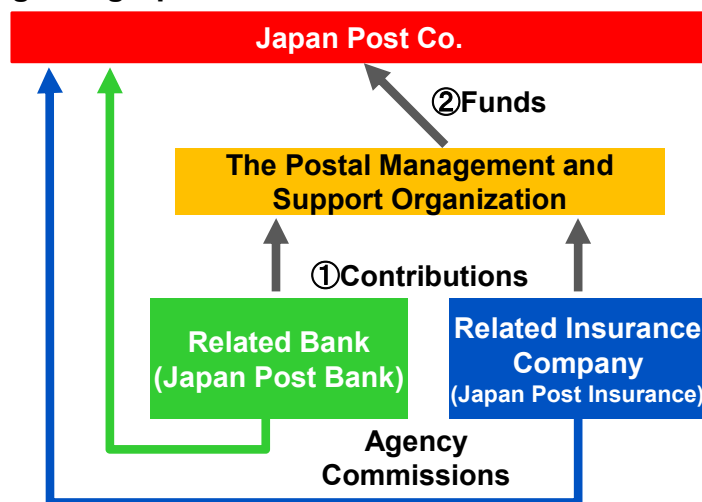 Japan Post Co.
②Funds
The Postal Management and
Support Organization
①Contributions
Related Bank
(Japan Post Bank)
Related Insurance
Company
(Japan Post Insurance)
Agency
Commissions